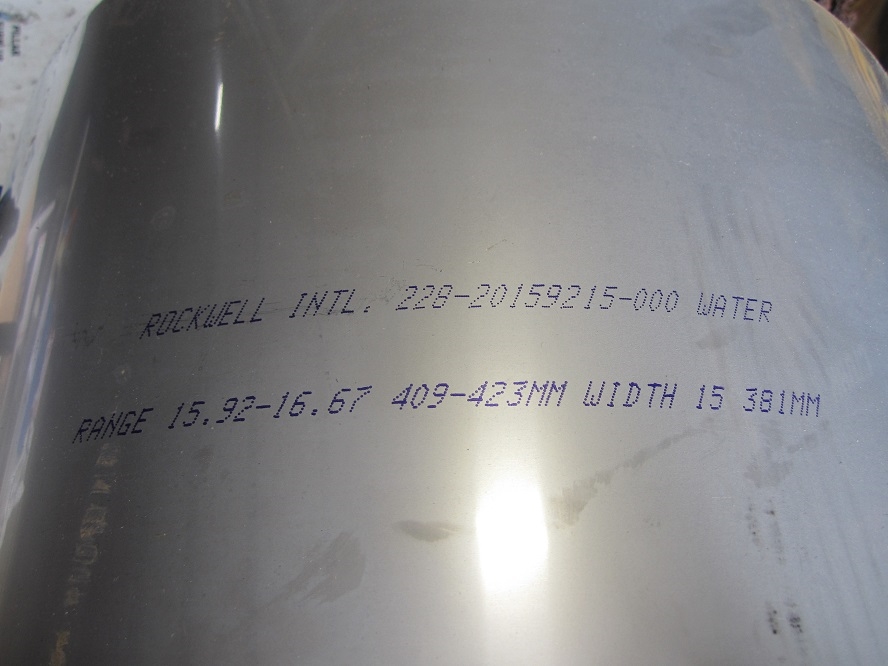 ROCKWELL INTL. 228-20159215-000 WATER
RANGE 15.92-16.67 409-423MM WIDTH 15 381MM